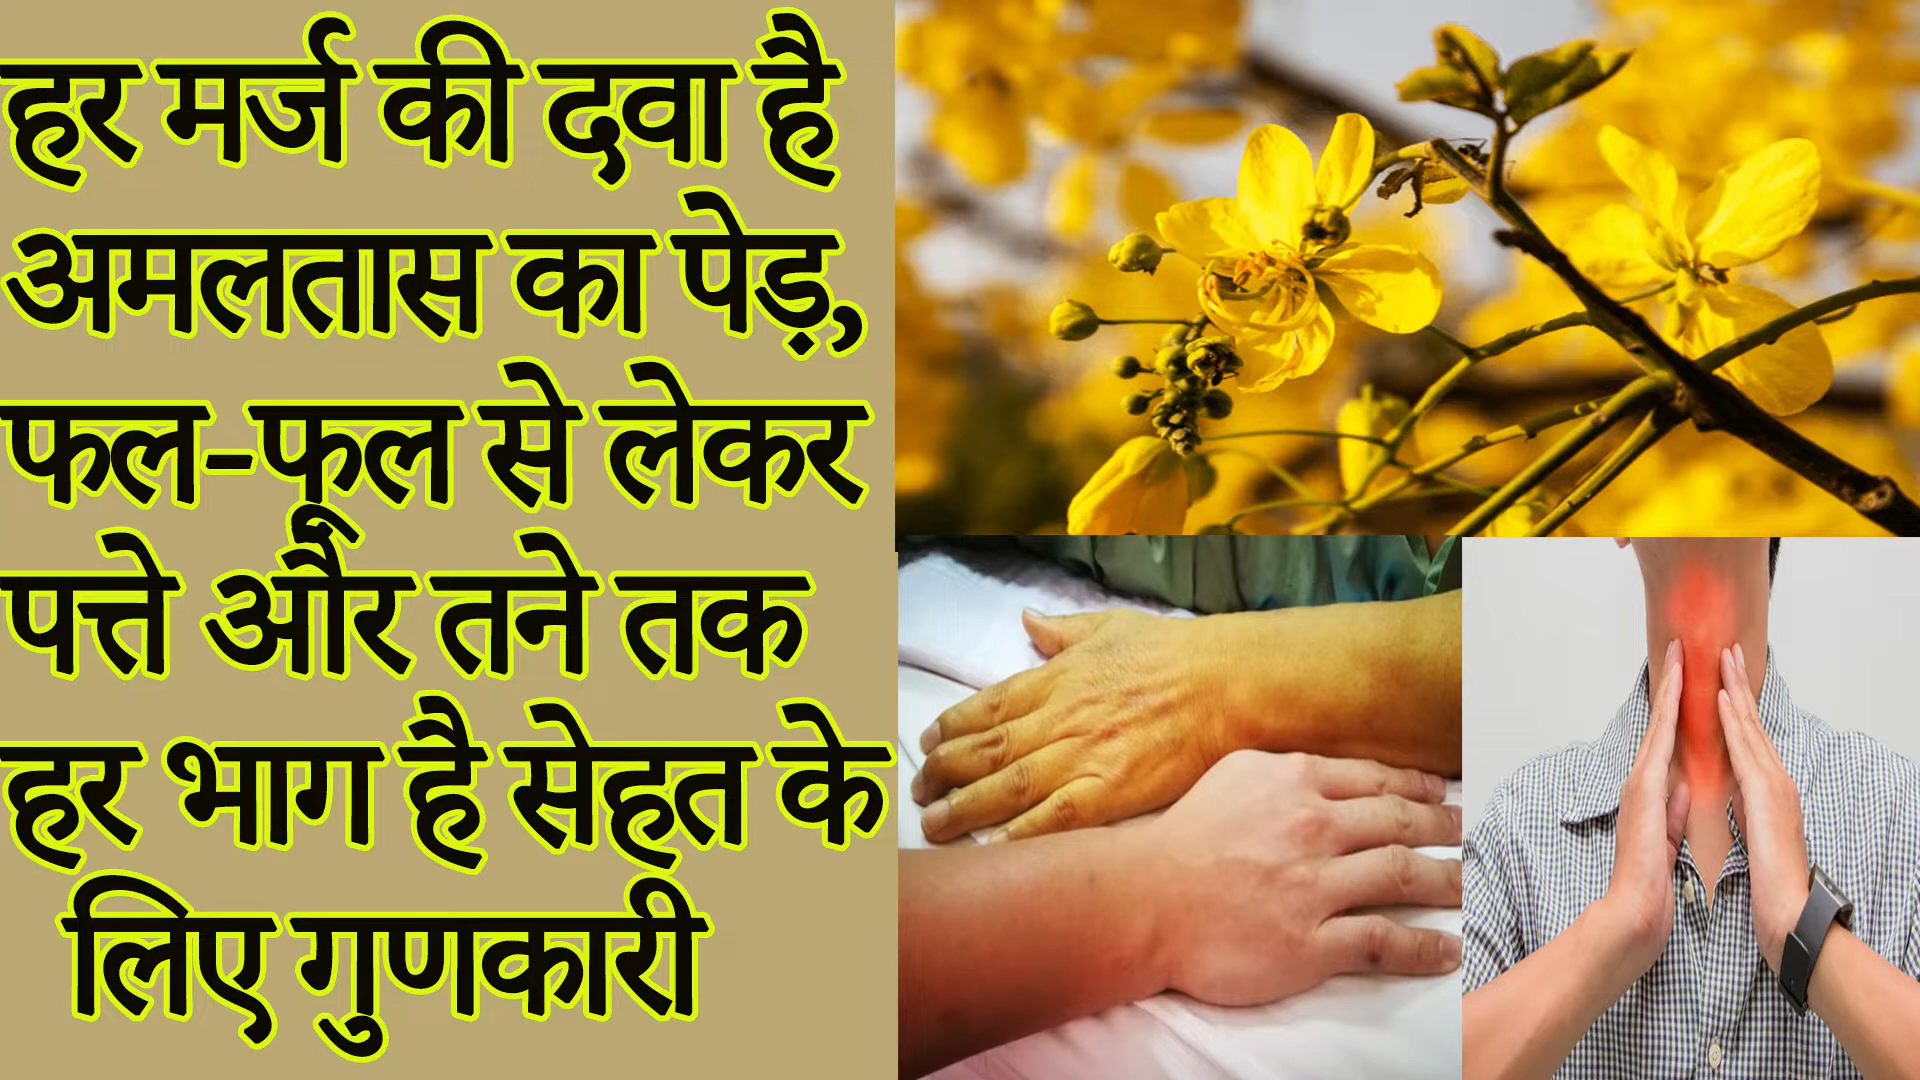 हर मर्ज की दवा है
अमलतास का पेड़,
फल-फूल से लेकर
पत्ते और तने तक
हर भाग है सेहत के
लिए गुणकारी